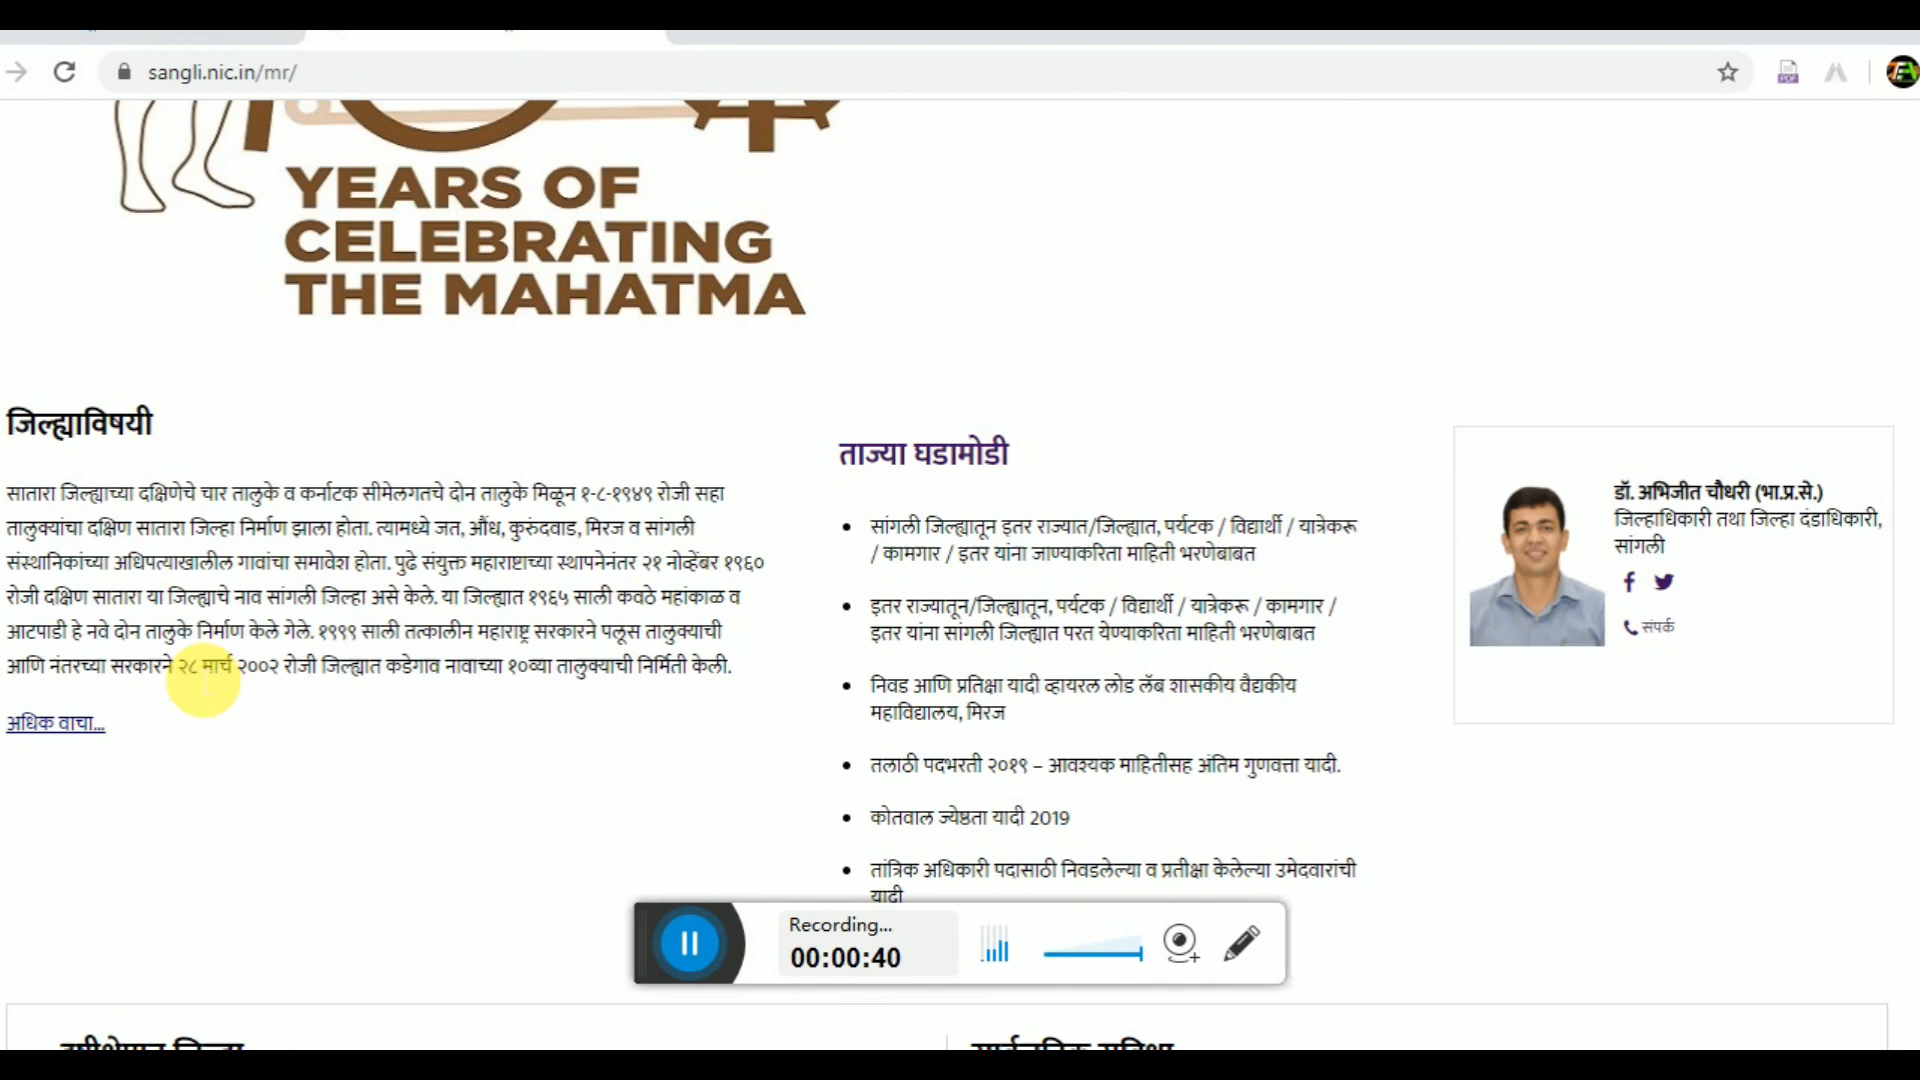 sangli.nic.in/mr/
YEARS OF
CELEBRATING
THE MAHATMA
जिल्ह्याविषयी
सातारा जिल्ह्याच्या दक्षिणेचे चार तालुके व कर्नाटक सीमेलगतचे दोन तालुके मिळून १-८-१९४९ रोजी सहा
तालुक्यांचा दक्षिण सातारा जिल्हा निर्माण झाला होता. त्यामध्ये जत, औंध, कुरुंदवाड, मिरज व सांगली
संस्थानिकांच्या अधिपत्याखालील गावांचा समावेश होता. पुढे संयुक्त महाराष्टाच्या स्थापनेनंतर २१ नोव्हेंबर १९६०
रोजी दक्षिण सातारा या जिल्ह्याचे नाव सांगली जिल्हा असे केले. या जिल्ह्यात १९६५ साली कवठे महांकाळ व
आटपाडी हे नवे दोन तालुके निर्माण केले गेले. १९९९ साली तत्कालीन महाराष्ट्र सरकारने पलूस तालुक्याची
आणि नंतरच्या सरकारने २८ मार्च २००२ रोजी जिल्ह्यात कडेगाव नावाच्या १०व्या तालुक्याची निर्मिती केली.
अधिक वाचा...
ताज्या घडामोडी
सांगली जिल्ह्यातून इतर राज्यात/जिल्ह्यात, पर्यटक / विद्यार्थी / यात्रेकरू
/ कामगार / इतर यांना जाण्याकरिता माहिती भरणेबाबत
इतर राज्यातून/जिल्ह्यातून, पर्यटक / विद्यार्थी / यात्रेकरू / कामगार /
इतर यांना सांगली जिल्ह्यात परत येण्याकरिता माहिती भरणेबाबत
निवड आणि प्रतिक्षा यादी व्हायरल लोड लॅब शासकीय वैद्यकीय
महाविद्यालय, मिरज
तलाठी पदभरती २०१९ – आवश्यक माहितीसह अंतिम गुणवत्ता यादी.
कोतवाल ज्येष्ठता यादी 2019
तांत्रिक अधिकारी पदासाठी निवडलेल्या व प्रतीक्षा केलेल्या उमेदवारांची
यादी
डॉ. अभिजीत चौधरी (भा.प्र.से.)
जिल्हाधिकारी तथा जिल्हा दंडाधिकारी,
सांगली
संपर्क
Recording...
00:00:40